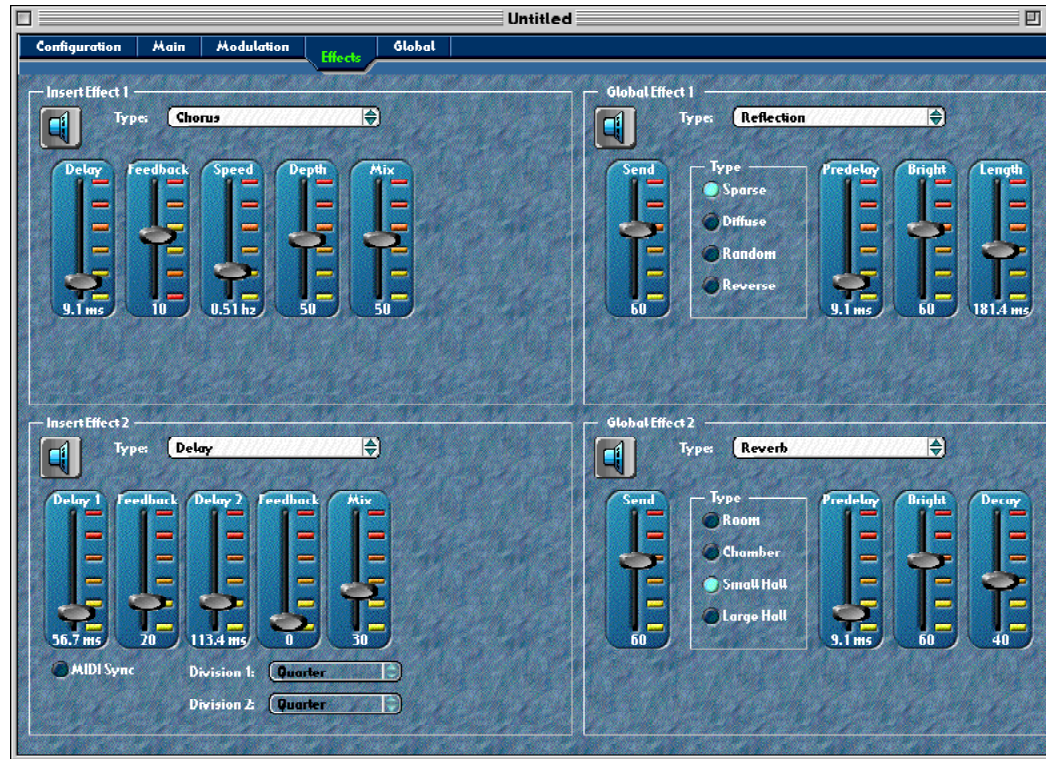 Untitled
Configuration Main Modulation Effects Global
Insert Effect 1
Type: Chorus
Delay Feedback Speed Depth Mix
9.1 ms 10 0.51 hz 50 50
Global Effect 1
Type: Reflection
Send Type Predelay Bright Length
Sparse
Diffuse
Random
Reverse
60 9.1 ms 60 181.4 ms
Insert Effect 2
Type: Delay
Delay 1 Feedback Delay 2 Feedback Mix
56.7 ms 20 113.4 ms 0 30
MIDI Sync Division 1: Quarter
Division 2: Quarter
Global Effect 2
Type: Reverb
Send Type Predelay Bright Decay
Room
Chamber
Small Hall
Large Hall
60 9.1 ms 60 40